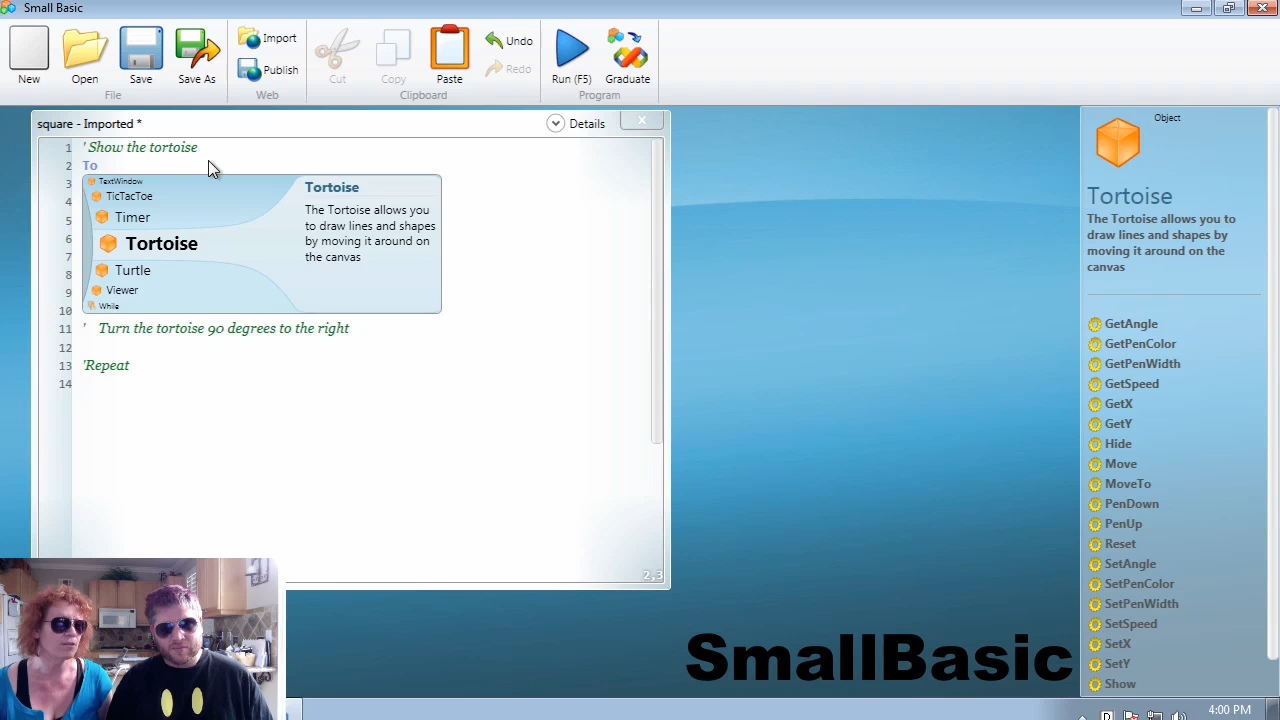 Small Basic
New
Open
Save
Save As
File
Import
Publish
Web
Cut
Copy
Paste
Undo
Redo
Clipboard
Run (F5)
Graduate
Program
square - Imported *
Details
1 ' Show the tortoise
2 To
3
4
5
6
7
8
9
10
TextWindow
TicTacToe
Timer
Tortoise
Turtle
Viewer
While
Tortoise
The Tortoise allows you
to draw lines and shapes
by moving it around on
the canvas
11 ' Turn the tortoise 90 degrees to the right
12
13 'Repeat
14
2,3
Object
Tortoise
The Tortoise allows you to
draw lines and shapes by
moving it around on the
canvas
GetAngle
GetPenColor
GetPenWidth
GetSpeed
GetX
GetY
Hide
Move
MoveTo
PenDown
PenUp
Reset
SetAngle
SetPenColor
SetPenWidth
SetSpeed
SetX
SetY
Show
SmallBasic
4:00 PM